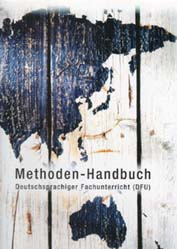 Methoden-Handbuch
Deutschsprachiger Fachunterricht (DFU)